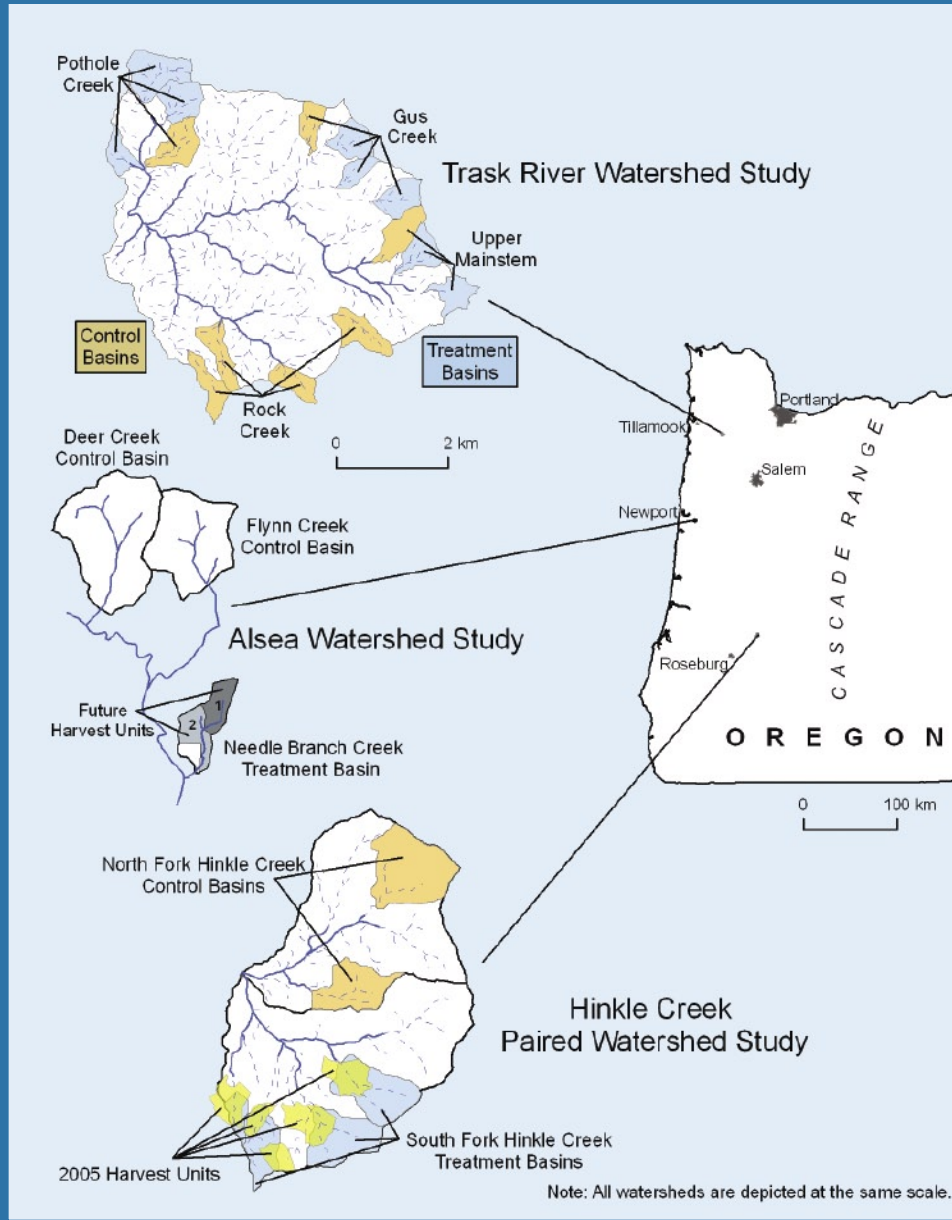 Pothole
Creek
Gus
Creek
Trask River Watershed Study
Upper
Mainstem
Control
Basins
Treatment
Basins
Rock
Creek
0 2 km
Deer Creek
Control Basin
Flynn Creek
Control Basin
Alsea Watershed Study
Future
Harvest Units
1
2
Needle Branch Creek
Treatment Basin
Portland
Tillamook
Salem
Newport
CASCADE RANGE
Roseburg
OREGON
0 100 km
North Fork Hinkle Creek
Control Basins
Hinkle Creek
Paired Watershed Study
South Fork Hinkle Creek
Treatment Basins
2005 Harvest Units
Note: All watersheds are depicted at the same scale.